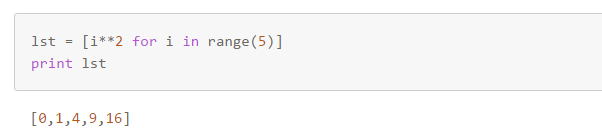 lst = [i**2 for i in range(5)]
print lst
[0,1,4,9,16]